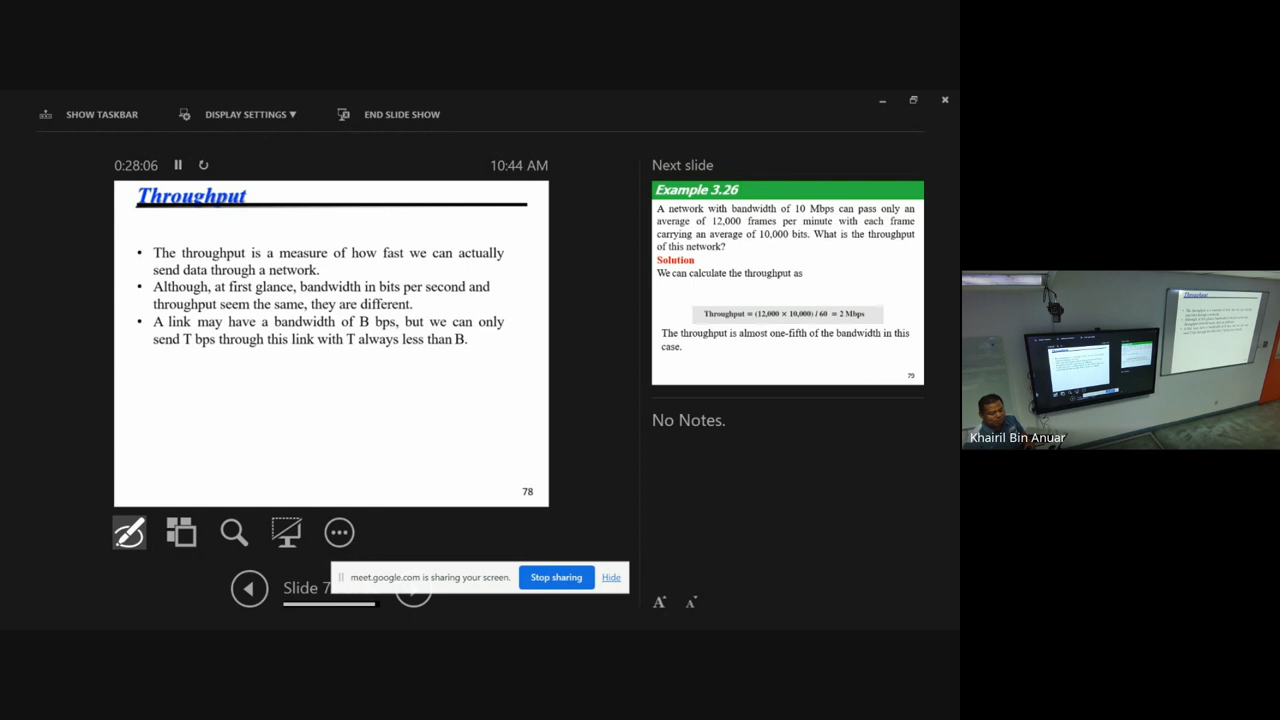 SHOW TASKBAR
DISPLAY SETTINGS ▼
END SLIDE SHOW
0:28:06
10:44 AM
Throughput
• The throughput is a measure of how fast we can actually
send data through a network.
• Although, at first glance, bandwidth in bits per second and
throughput seem the same, they are different.
• A link may have a bandwidth of B bps, but we can only
send T bps through this link with T always less than B.
78
Slide 7
meet.google.com is sharing your screen.
Stop sharing
Hide
Next slide
Example 3.26
A network with bandwidth of 10 Mbps can pass only an
average of 12,000 frames per minute with each frame
carrying an average of 10,000 bits. What is the throughput
of this network?
Solution
We can calculate the throughput as
Throughput = (12,000 × 10,000) / 60 = 2 Mbps
The throughput is almost one-fifth of the bandwidth in this
case.
79
No Notes.
A A
Throughput
Khairil Bin Anuar